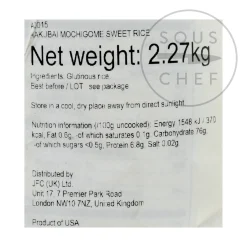 AJ015
KAKUBAI MOCHIGOME SWEET RICE
Net weight: 2.27kg
Ingredients: Glutinous rice.
Best before / LOT : see package
Store in a cool, dry place away from direct sunlight.
Nutrition information (/100g uncooked): Energy 1548 kJ / 370
kcal, Fat 0.6g, -of which saturates 0.1g. Carbohydrate 76g,
-of which sugars <0.5g, Protein 6.8g, Salt 0.02g.
Distributed by
JFC (UK) Ltd.
Unit 17, 7 Premier Park Road
London NW10 7NZ, United Kingdom
Product of USA
SOUS
CHEF